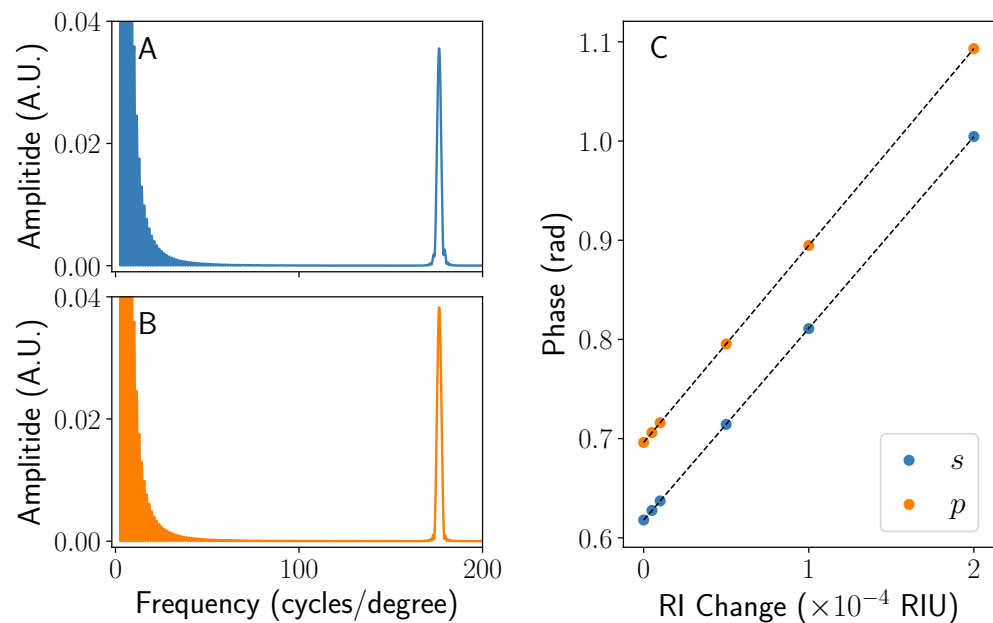 A
0.04
0.02
0.00
Amplitide (A.U.)
B
0.04
0.02
0.00
Amplitide (A.U.)
0
100
200
Frequency (cycles/degree)
C
1.1
1.0
0.9
0.8
0.7
0.6
Phase (rad)
s
p
0
1
2
RI Change (×10⁻⁴ RIU)